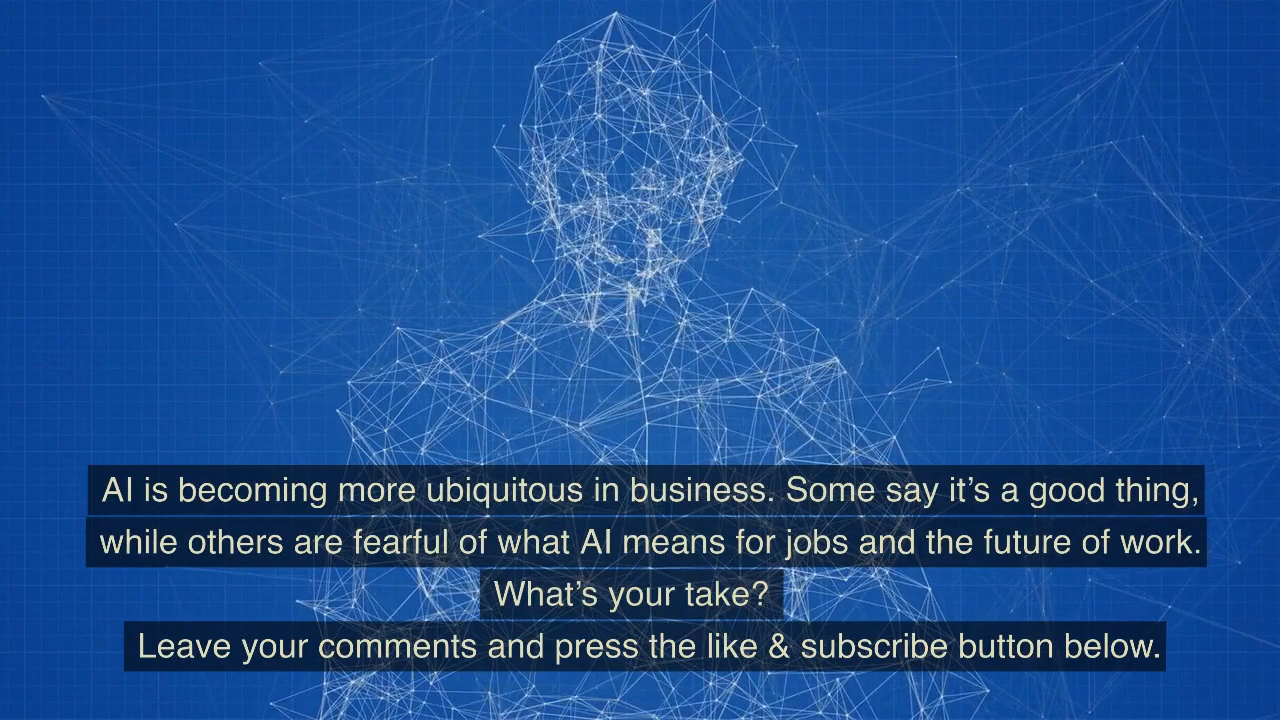 AI is becoming more ubiquitous in business. Some say it’s a good thing,
while others are fearful of what AI means for jobs and the future of work.
What’s your take?
Leave your comments and press the like & subscribe button below.